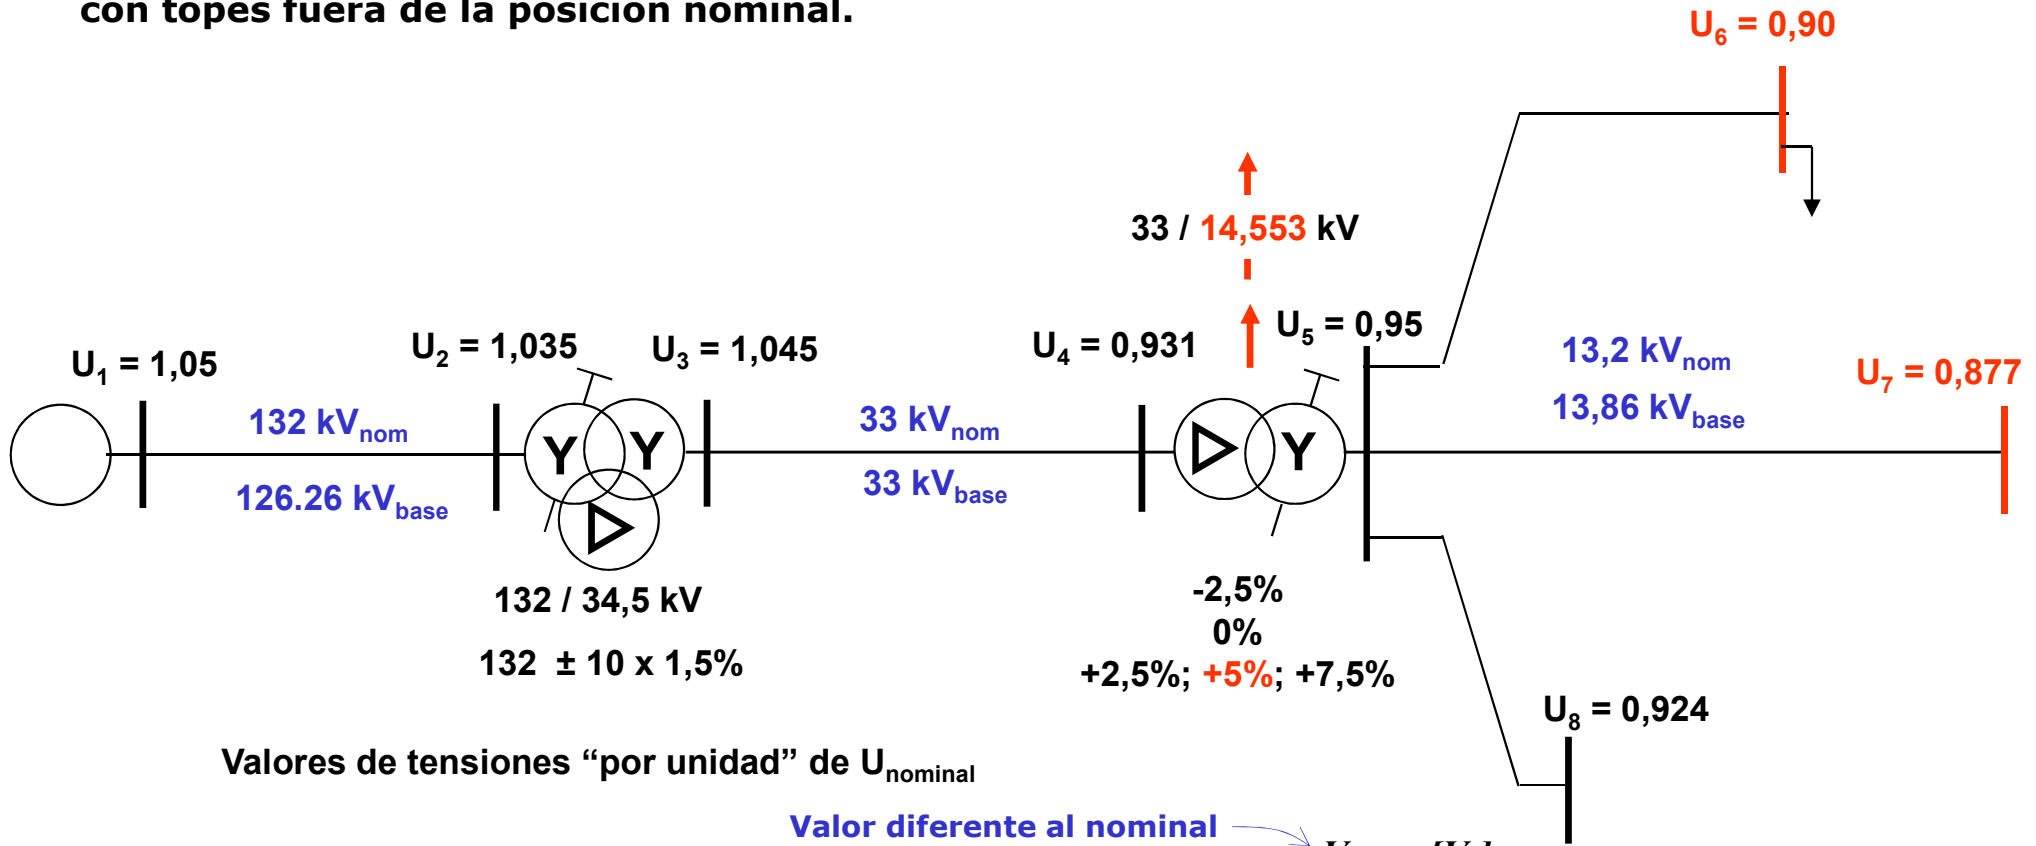 con topes fuera de la posición nominal.
U6 = 0,90
33 / 14,553 kV
U1 = 1,05
U2 = 1,035
U3 = 1,045
U4 = 0,931
U5 = 0,95
13,2 kVnom
13,86 kVbase
U7 = 0,877
132 kVnom
126.26 kVbase
Y Y
33 kVnom
33 kVbase
Y
132 / 34,5 kV
132 ± 10 x 1,5%
-2,5%
0%
+2,5%; +5%; +7,5%
U8 = 0,924
Valores de tensiones “por unidad” de Unominal
Valor diferente al nominal